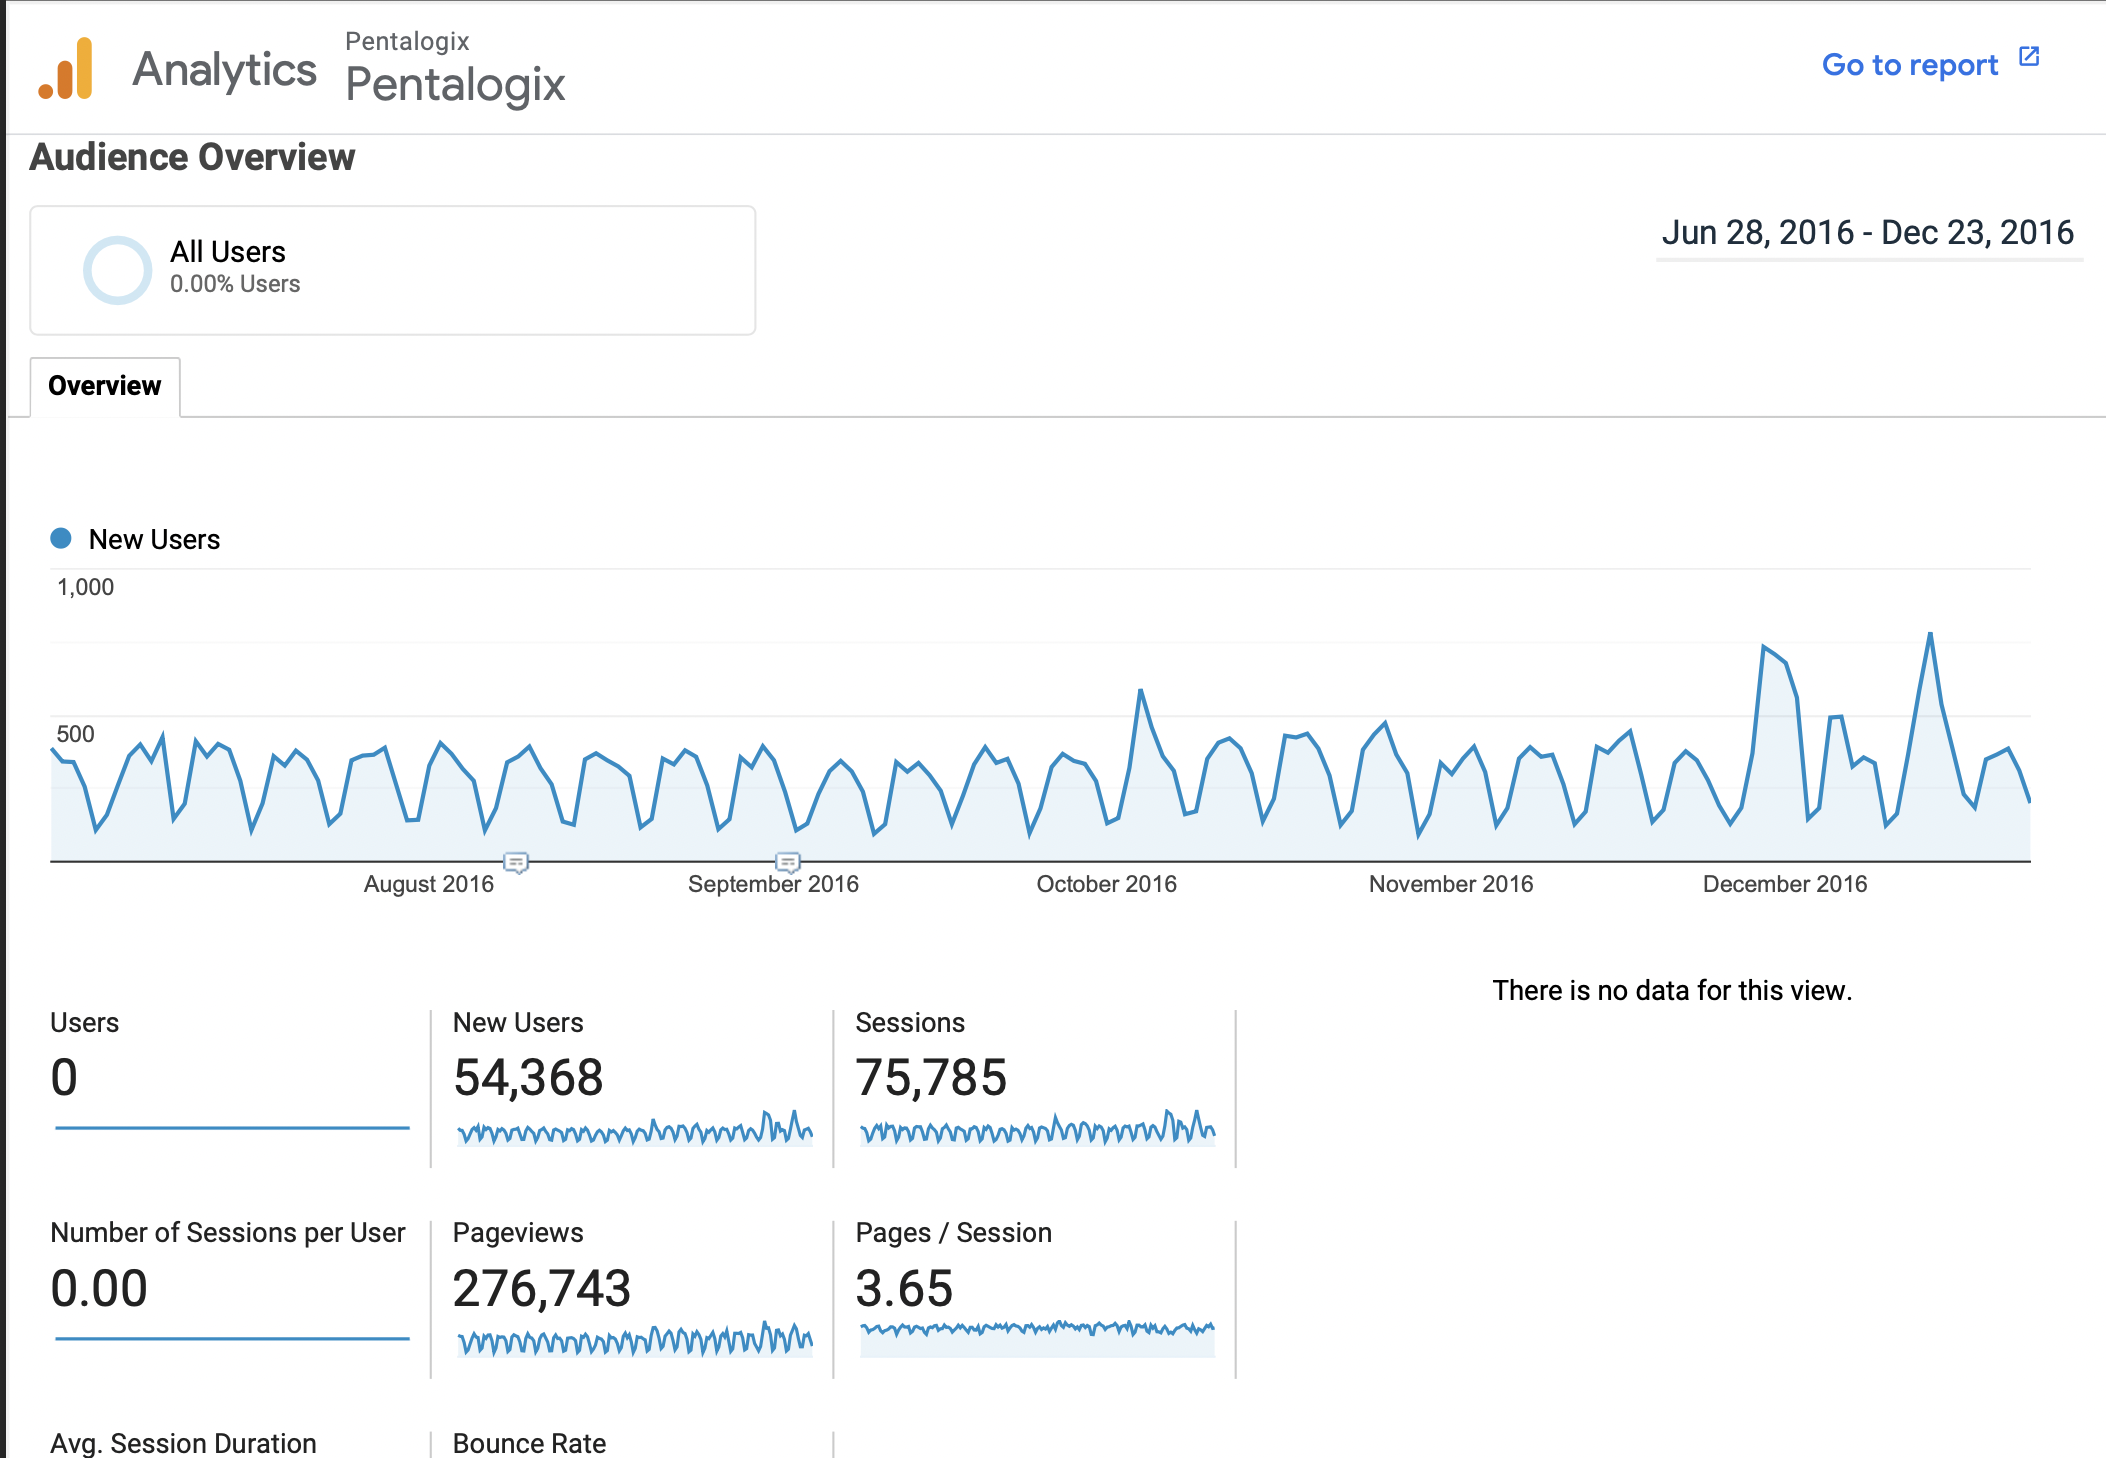 Analytics
Pentalogix
Pentalogix
Go to report
Audience Overview
All Users
0.00% Users
Jun 28, 2016 - Dec 23, 2016
Overview
New Users
1,000
500
August 2016
September 2016
October 2016
November 2016
December 2016
There is no data for this view.
Users
0
New Users
54,368
Sessions
75,785
Number of Sessions per User
0.00
Pageviews
276,743
Pages / Session
3.65
Avg. Session Duration
Bounce Rate